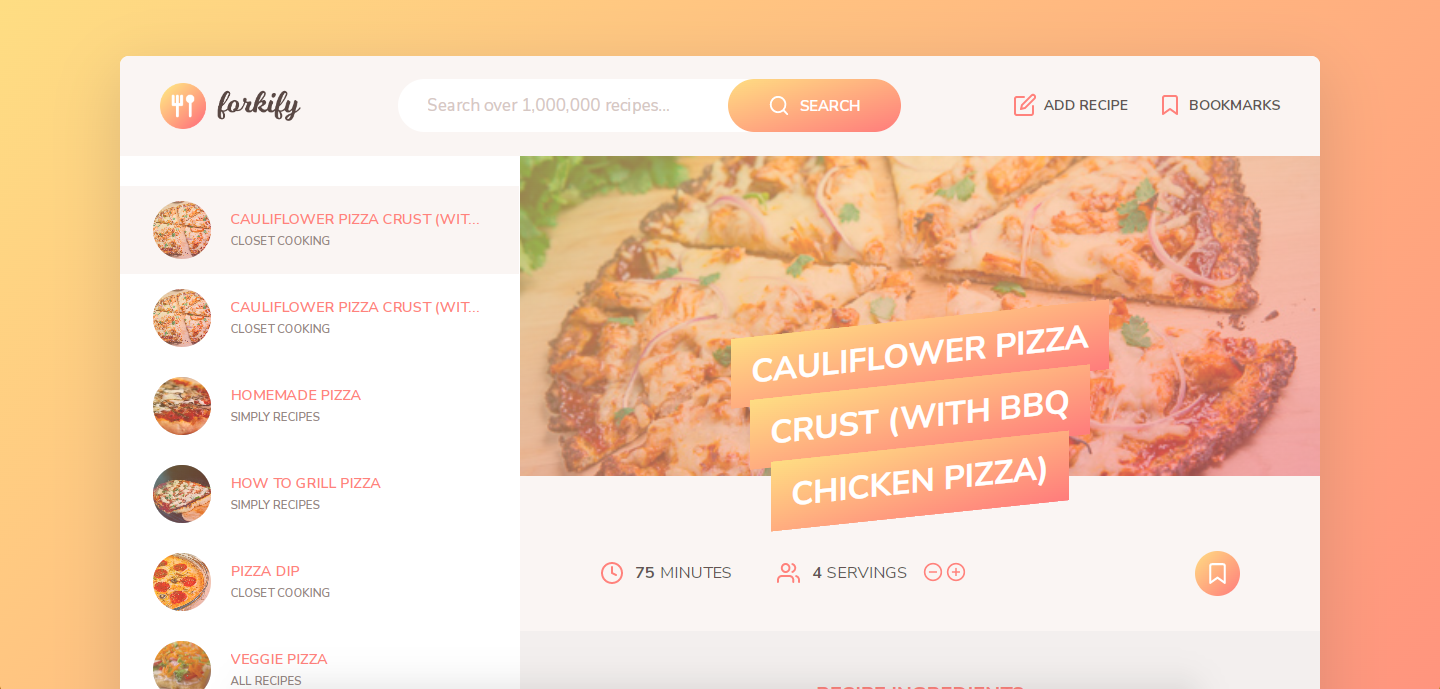 forkify
Search over 1,000,000 recipes...
SEARCH
ADD RECIPE
BOOKMARKS
CAULIFLOWER PIZZA CRUST (WIT...
CLOSET COOKING
CAULIFLOWER PIZZA CRUST (WIT...
CLOSET COOKING
HOMEMADE PIZZA
SIMPLY RECIPES
HOW TO GRILL PIZZA
SIMPLY RECIPES
PIZZA DIP
CLOSET COOKING
VEGGIE PIZZA
ALL RECIPES
CAULIFLOWER PIZZA
CRUST (WITH BBQ
CHICKEN PIZZA)
75 MINUTES
4 SERVINGS
RECIPE INGREDIENTS